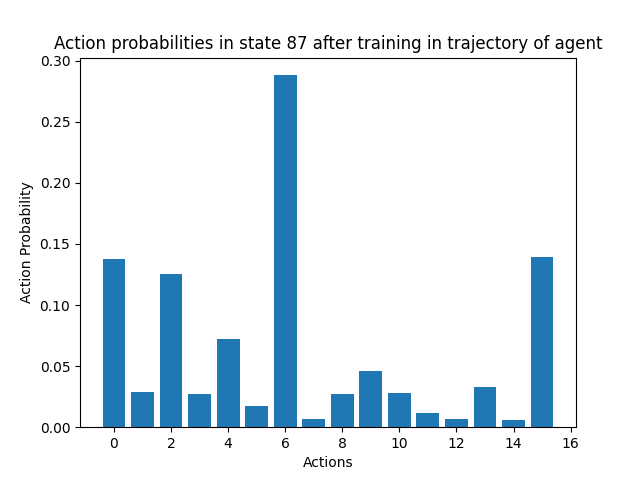 Action probabilities in state 87 after training in trajectory of agent
0.30
0.25
0.20
0.15
0.10
0.05
0.00
Action Probability
0 2 4 6 8 10 12 14 16
Actions